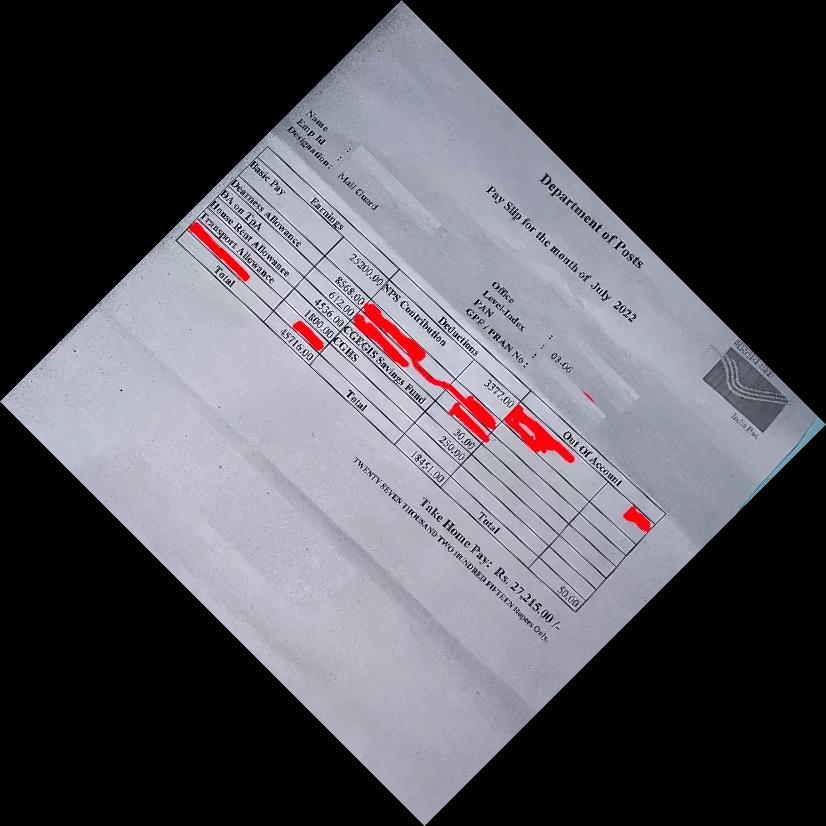 Department of Posts
Pay Slip for the month of July 2022
India Post
Name :
Emp Id :
Designation : Mail Guard
Office :
Level-Index : 03-06
PAN :
GPF / PRAN No :
Earnings Deductions Out Of Account
Basic Pay 25200.00 NPS Contribution 3377.00
Dearness Allowance 8568.00
DA on TpA 612.00
House Rent Allowance 4536.00 CGEGIS Savings Fund 30.00
Transport Allowance 1800.00 CGHS 250.00
Total 45716.00 Total 18451.00 Total 50.00
Take Home Pay: Rs. 27,215.00 /-
TWENTY SEVEN THOUSAND TWO HUNDRED FIFTEEN Rupees Only.